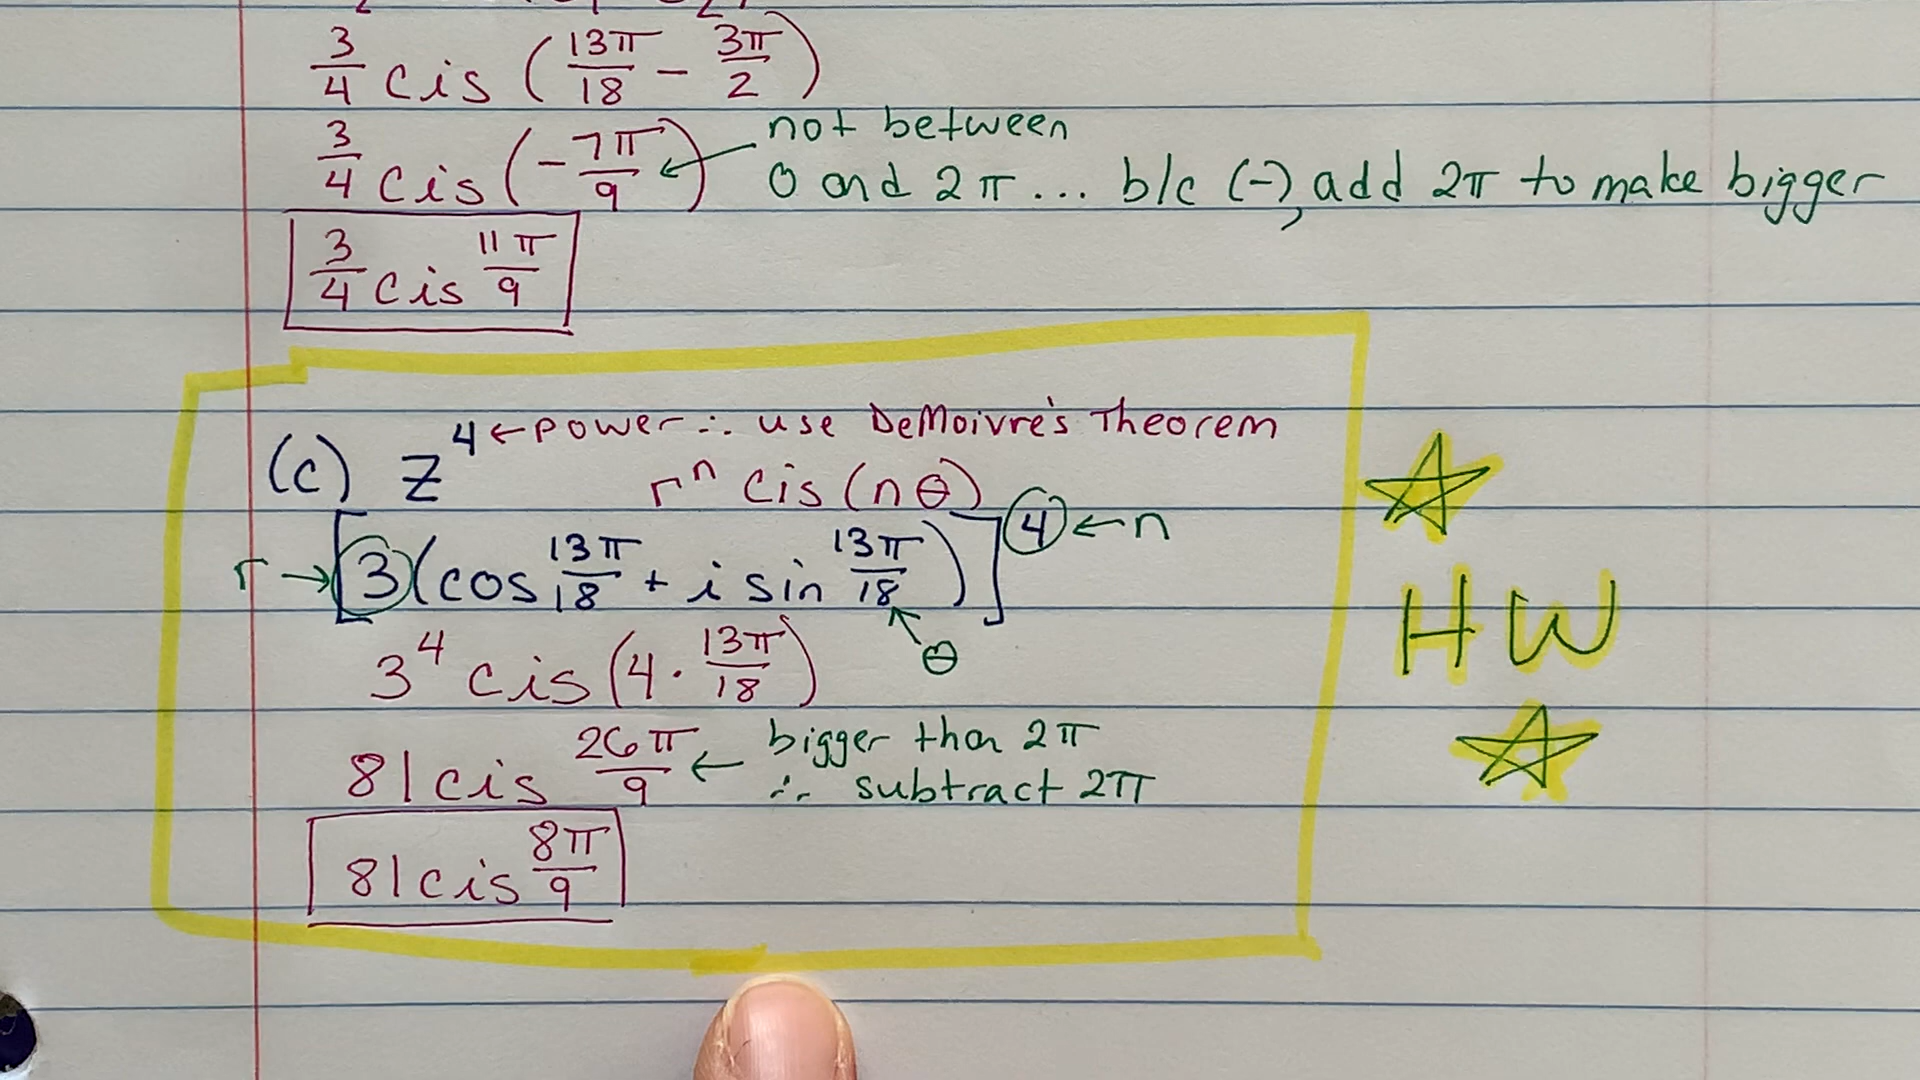 3/4 cis (13π/18 - 3π/2)
3/4 cis (-7π/9) ← not between
0 and 2π... b/c (-), add 2π to make bigger
3/4 cis 11π/9
(c) z^4 ← power ∴ use DeMoivre's Theorem
r^n cis (nθ)
r → [3(cos 13π/18 + i sin 13π/18)]^4 ← n
θ
3^4 cis (4 · 13π/18)
81 cis 26π/9 ← bigger than 2π
∴ subtract 2π
81 cis 8π/9
HW